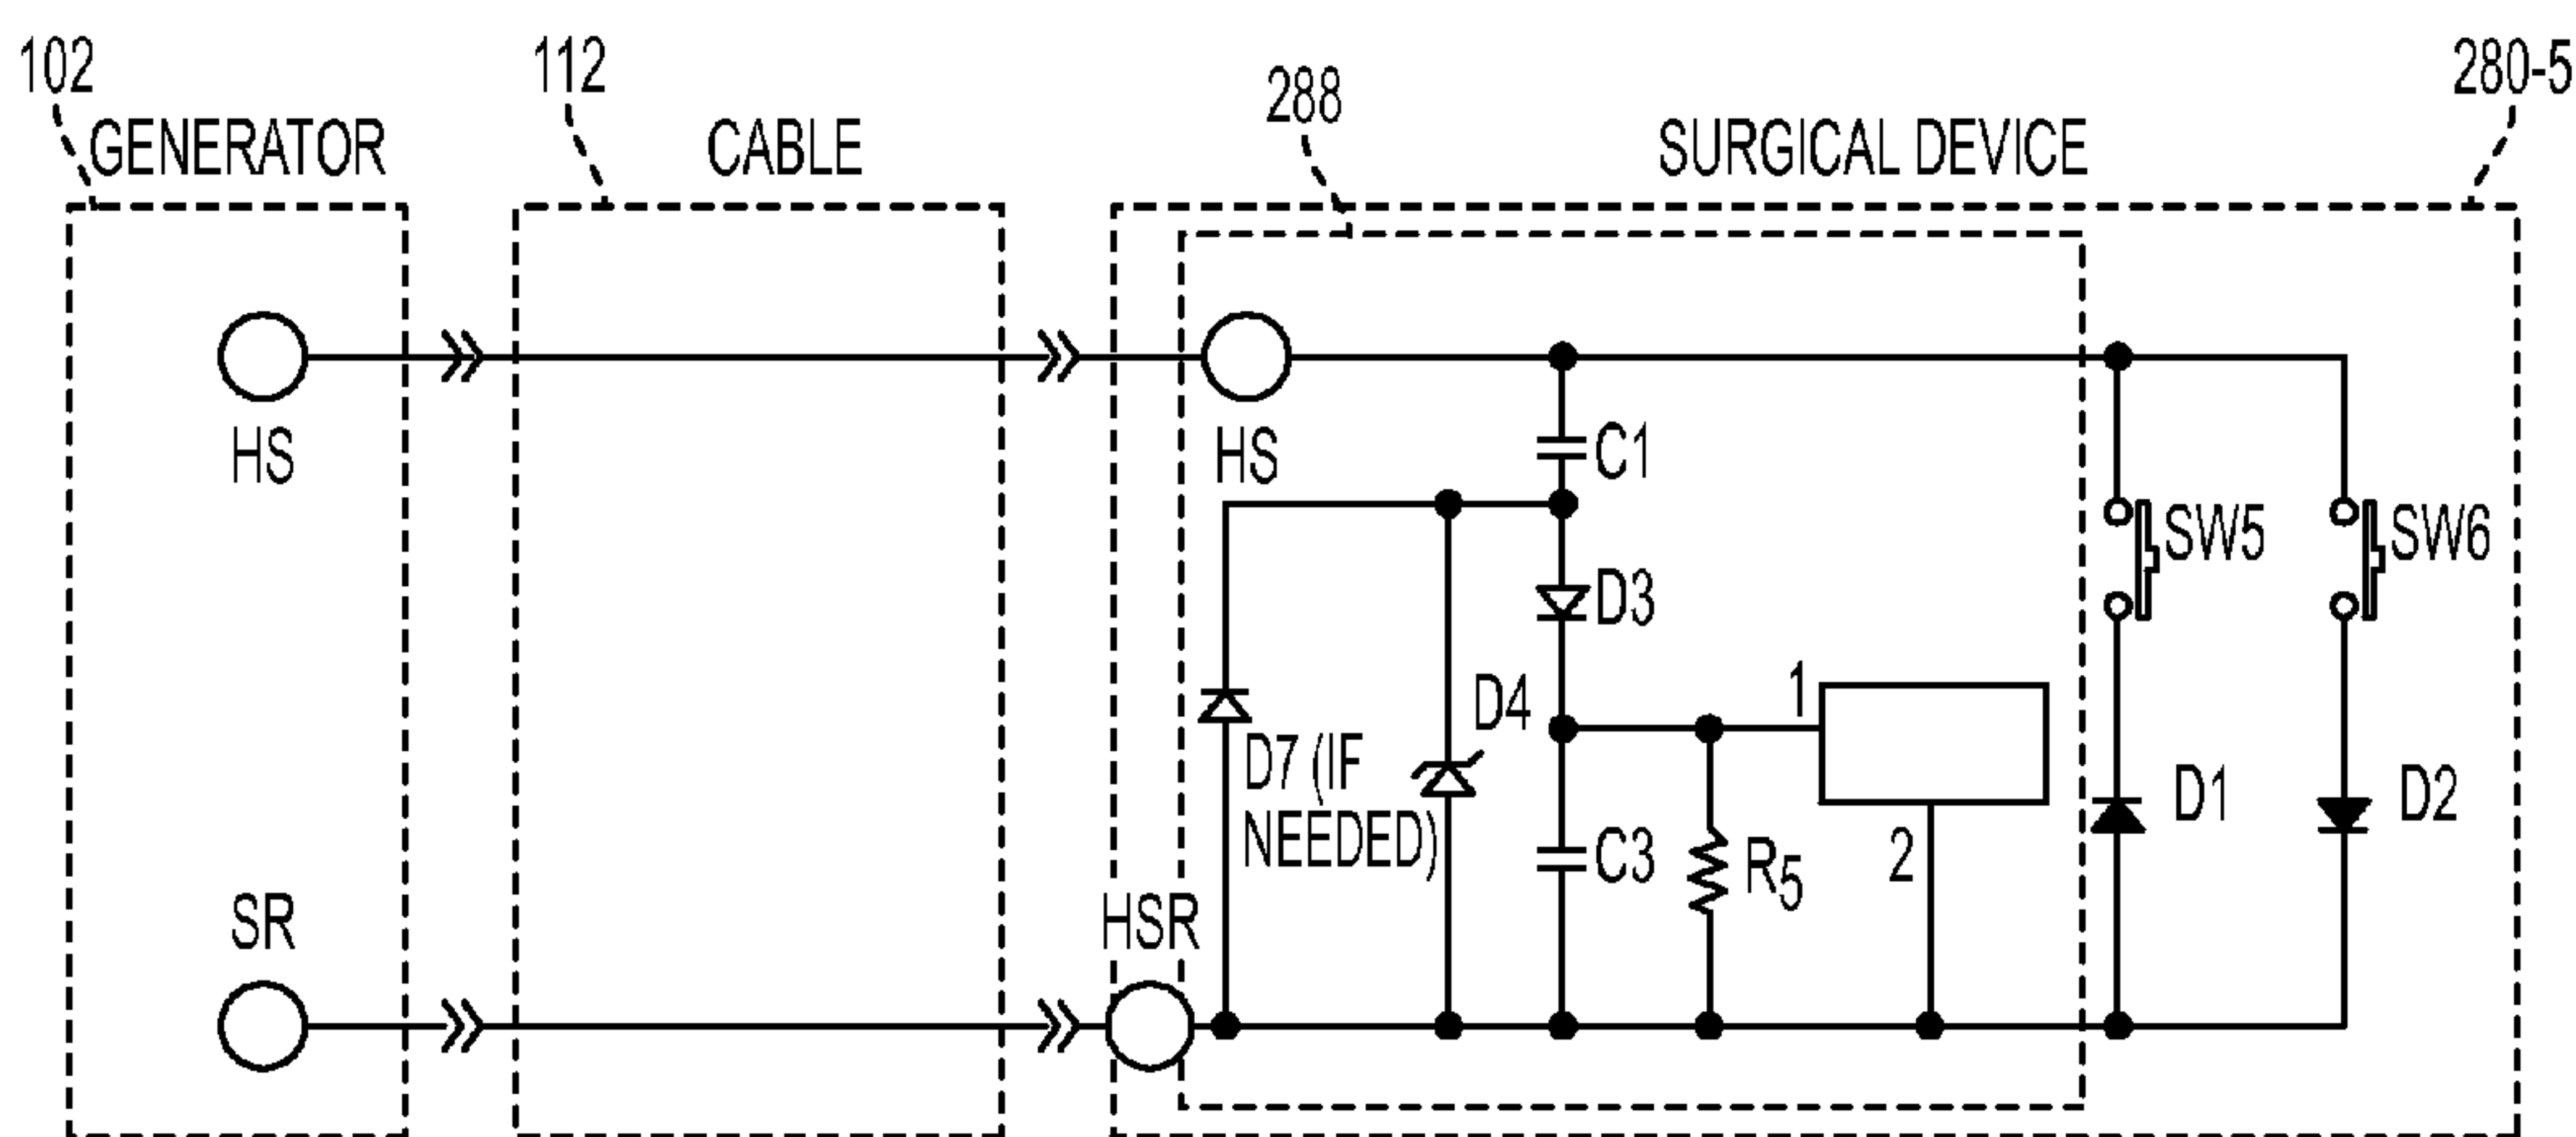 102
112
288
280-5
GENERATOR
CABLE
SURGICAL DEVICE
HS
HS
C1
SW5
SW6
D3
D4
1
D7 (IF
NEEDED)
D1
D2
C3
R5
2
SR
HSR